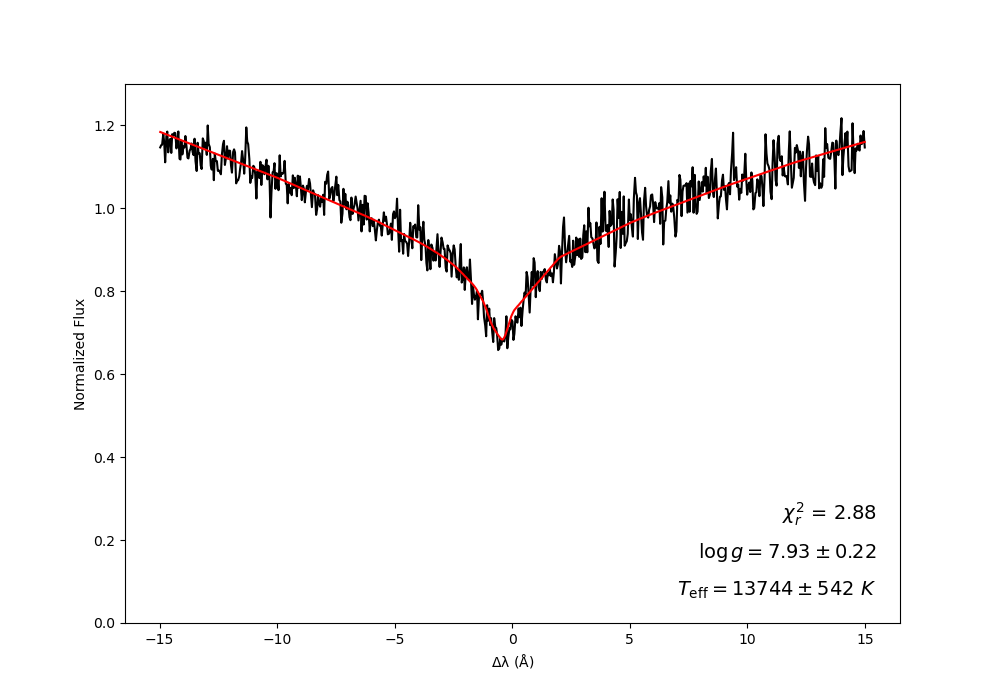 1.2
1.0
0.8
0.6
0.4
0.2
0.0
Normalized Flux
χ²ᵣ = 2.88
log g = 7.93 ± 0.22
T_eff = 13744 ± 542 K
−15 −10 −5 0 5 10 15
Δλ (Å)